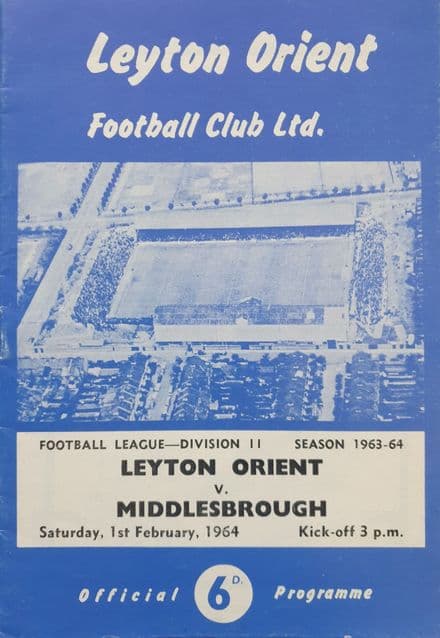 Leyton Orient
Football Club Ltd.
FOOTBALL LEAGUE—DIVISION II SEASON 1963-64
LEYTON ORIENT
V.
MIDDLESBROUGH
Saturday, 1st February, 1964 Kick-off 3 p.m.
Official 6D. Programme